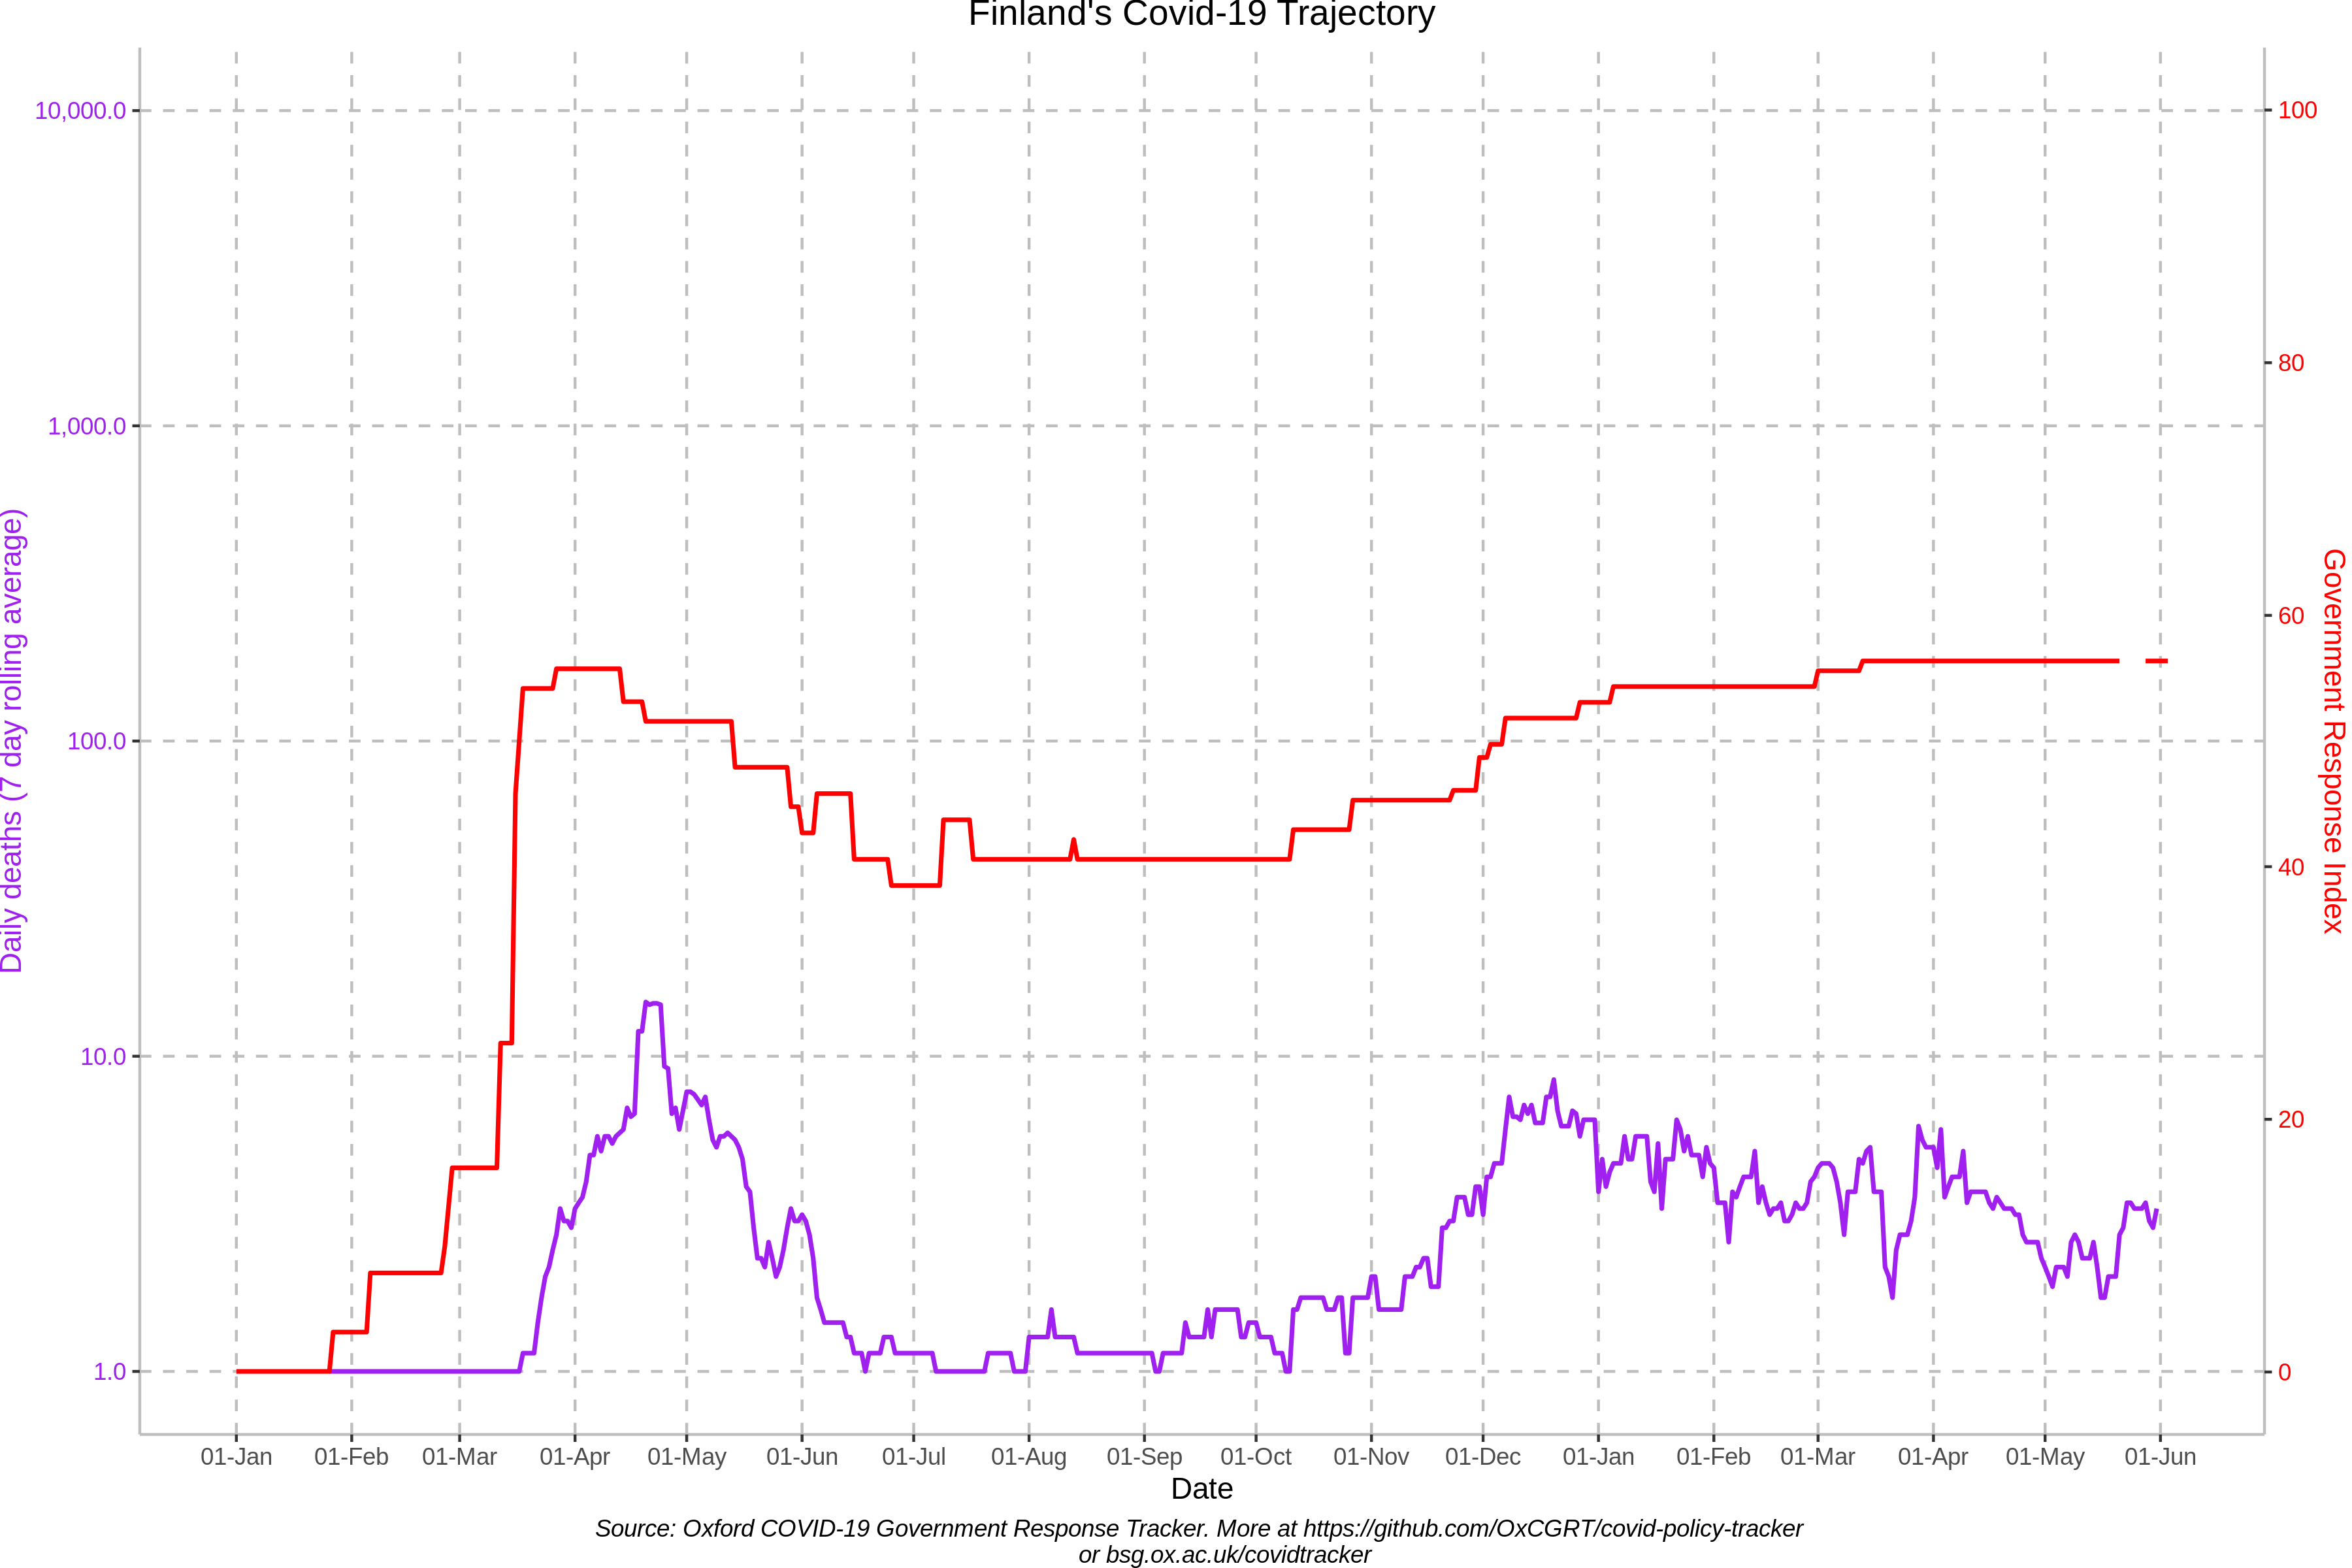 Finland's Covid-19 Trajectory
10,000.0
1,000.0
100.0
10.0
1.0
Daily deaths (7 day rolling average)
100
80
60
40
20
0
Government Response Index
01-Jan 01-Feb 01-Mar 01-Apr 01-May 01-Jun 01-Jul 01-Aug 01-Sep 01-Oct 01-Nov 01-Dec 01-Jan 01-Feb 01-Mar 01-Apr 01-May 01-Jun
Date
Source: Oxford COVID-19 Government Response Tracker. More at https://github.com/OxCGRT/covid-policy-tracker
or bsg.ox.ac.uk/covidtracker